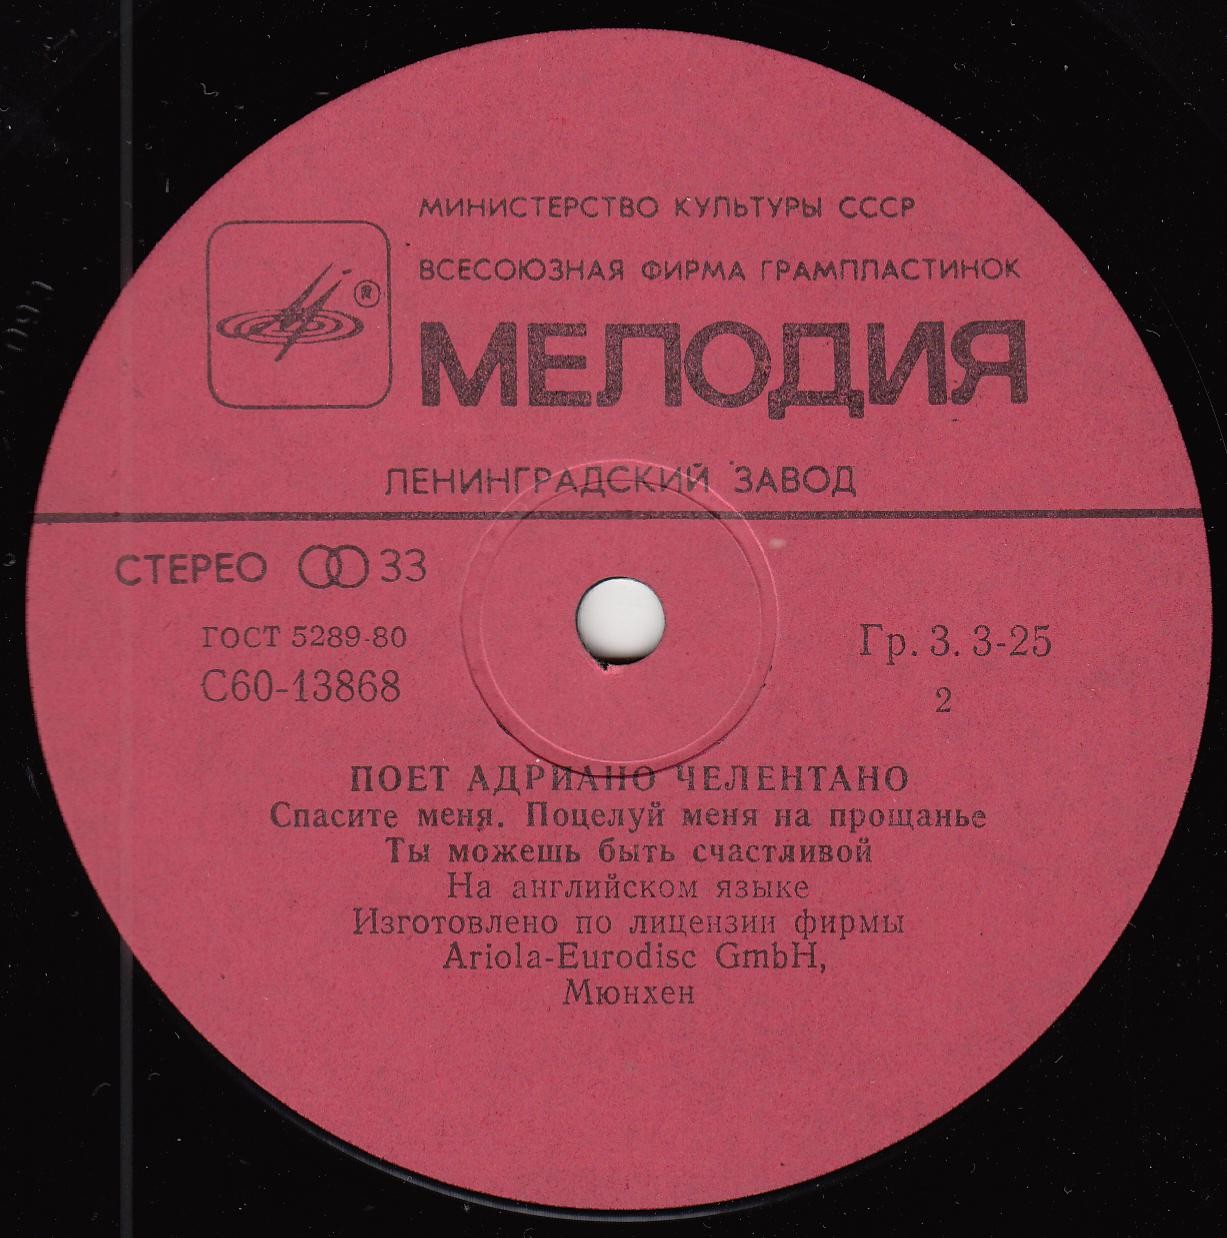 МИНИСТЕРСТВО КУЛЬТУРЫ СССР
ВСЕСОЮЗНАЯ ФИРМА ГРАМПЛАСТИНОК
®
МЕЛОДИЯ
ЛЕНИНГРАДСКИЙ ЗАВОД
СТЕРЕО 33
ГОСТ 5289-80
С60-13868
Гр. 3. 3-25
2
ПОЕТ АДРИАНО ЧЕЛЕНТАНО
Спасите меня. Поцелуй меня на прощанье
Ты можешь быть счастливой
На английском языке
Изготовлено по лицензии фирмы
Ariola-Eurodisc GmbH,
Мюнхен